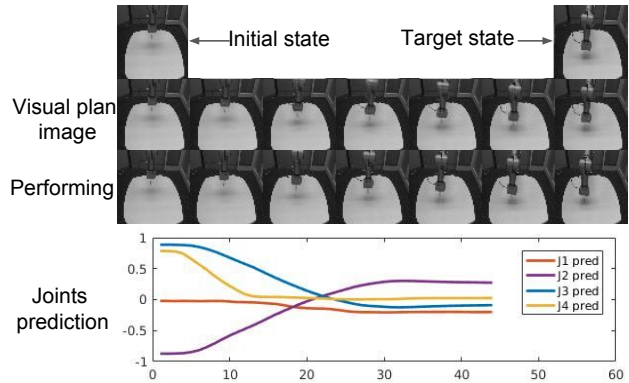 Initial state
Target state
Visual plan
image
Performing
Joints
prediction
1
0.5
0
-0.5
-1
J1 pred
J2 pred
J3 pred
J4 pred
0 10 20 30 40 50 60